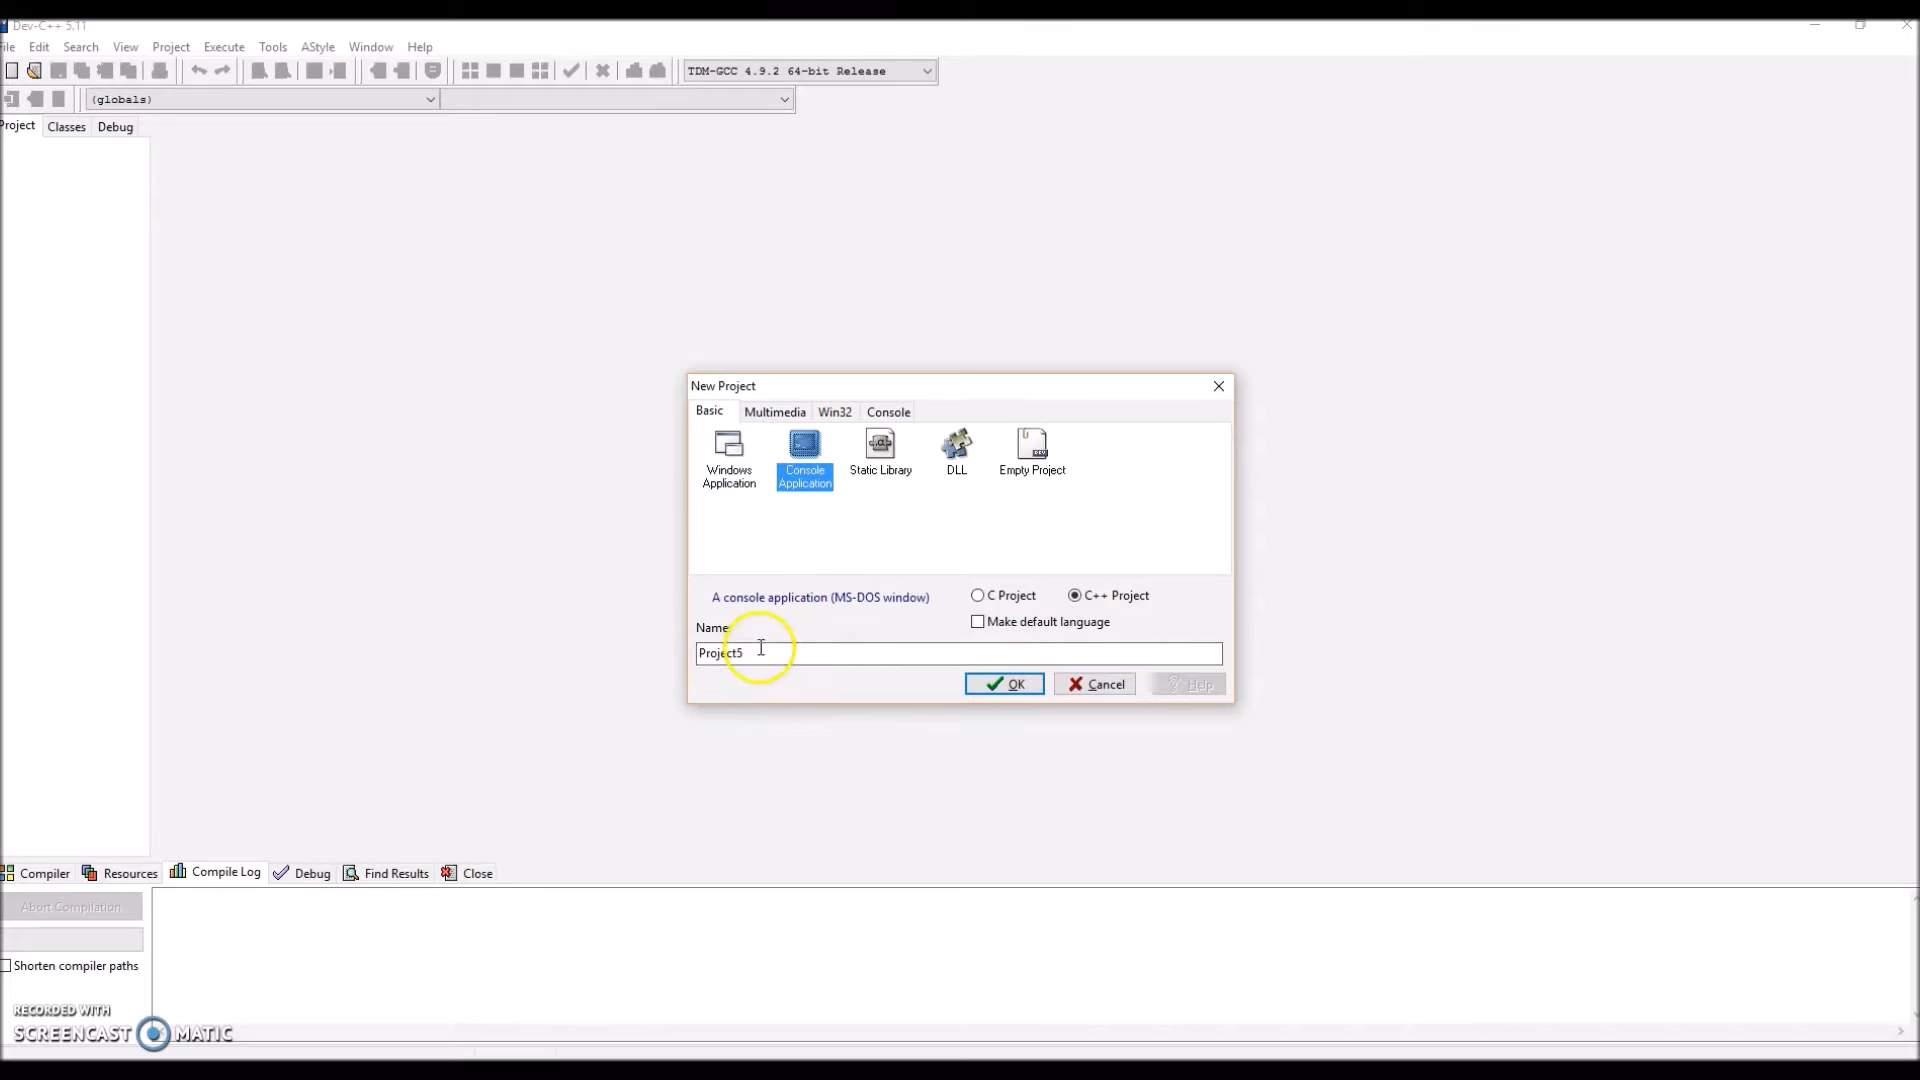 Dev-C++ 5.11
File Edit Search View Project Execute Tools AStyle Window Help
TDM-GCC 4.9.2 64-bit Release
(globals)
Project Classes Debug
New Project
Basic Multimedia Win32 Console
Windows Application
Console Application
Static Library
DLL
Empty Project
A console application (MS-DOS window)
C Project C++ Project
Name:
Make default language
Project5
OK Cancel Help
Compiler Resources Compile Log Debug Find Results Close
Abort Compilation
Shorten compiler paths
RECORDED WITH
SCREENCAST MATIC